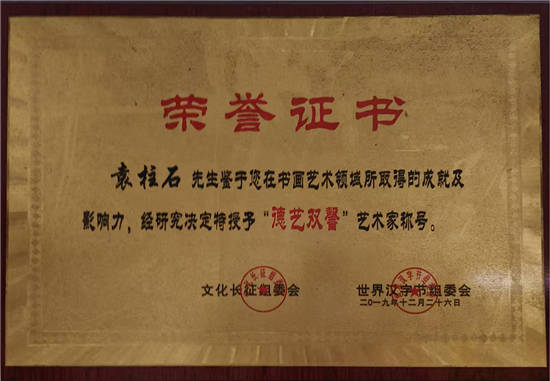 荣誉证书
袁柱石先生鉴于您在书画艺术领域所取得的成就及
影响力，经研究决定特授予“德艺双馨”艺术家称号。
文化长征组委会 世界汉字节组委会
二〇一九年十二月二十六日